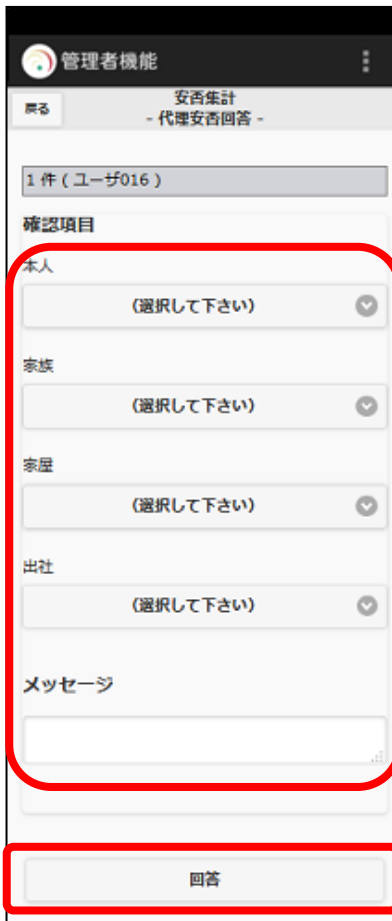 管理者機能
戻る
安否集計
- 代理安否回答 -
1 件 ( ユーザ016 )
確認項目
本人
(選択して下さい)
家族
(選択して下さい)
家屋
(選択して下さい)
出社
(選択して下さい)
メッセージ
回答